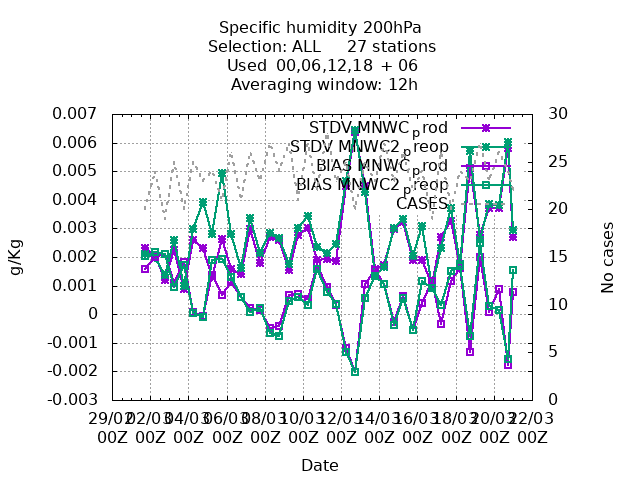 Specific humidity 200hPa
Selection: ALL 27 stations
Used 00,06,12,18 + 06
Averaging window: 12h
0.007
0.006
0.005
0.004
0.003
0.002
0.001
0
-0.001
-0.002
-0.003
g/Kg
STDV MNWC_prod
STDV MNWC2_preop
BIAS MNWC_prod
BIAS MNWC2_preop
CASES
30
25
20
15
10
5
0
No cases
29/02 02/03 04/03 06/03 08/03 10/03 12/03 14/03 16/03 18/03 20/03 22/03
00Z 00Z 00Z 00Z 00Z 00Z 00Z 00Z 00Z 00Z 00Z 00Z
Date